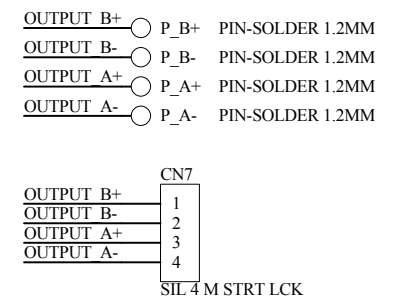 OUTPUT_B+ P_B+ PIN-SOLDER 1.2MM
OUTPUT_B- P_B- PIN-SOLDER 1.2MM
OUTPUT_A+ P_A+ PIN-SOLDER 1.2MM
OUTPUT_A- P_A- PIN-SOLDER 1.2MM
CN7
OUTPUT_B+ 1
OUTPUT_B- 2
OUTPUT_A+ 3
OUTPUT_A- 4
SIL 4 M STRT LCK